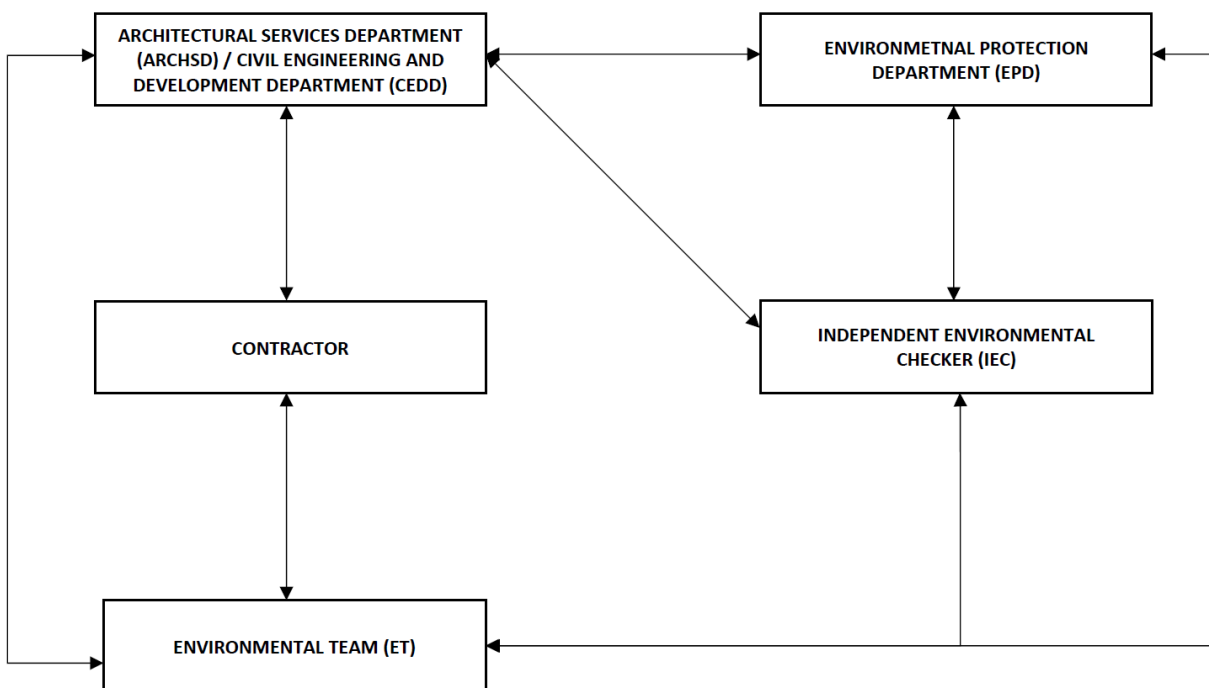 ARCHITECTURAL SERVICES DEPARTMENT
(ARCHSD) / CIVIL ENGINEERING AND
DEVELOPMENT DEPARTMENT (CEDD)
ENVIRONMETNAL PROTECTION
DEPARTMENT (EPD)
CONTRACTOR
INDEPENDENT ENVIRONMENTAL
CHECKER (IEC)
ENVIRONMENTAL TEAM (ET)